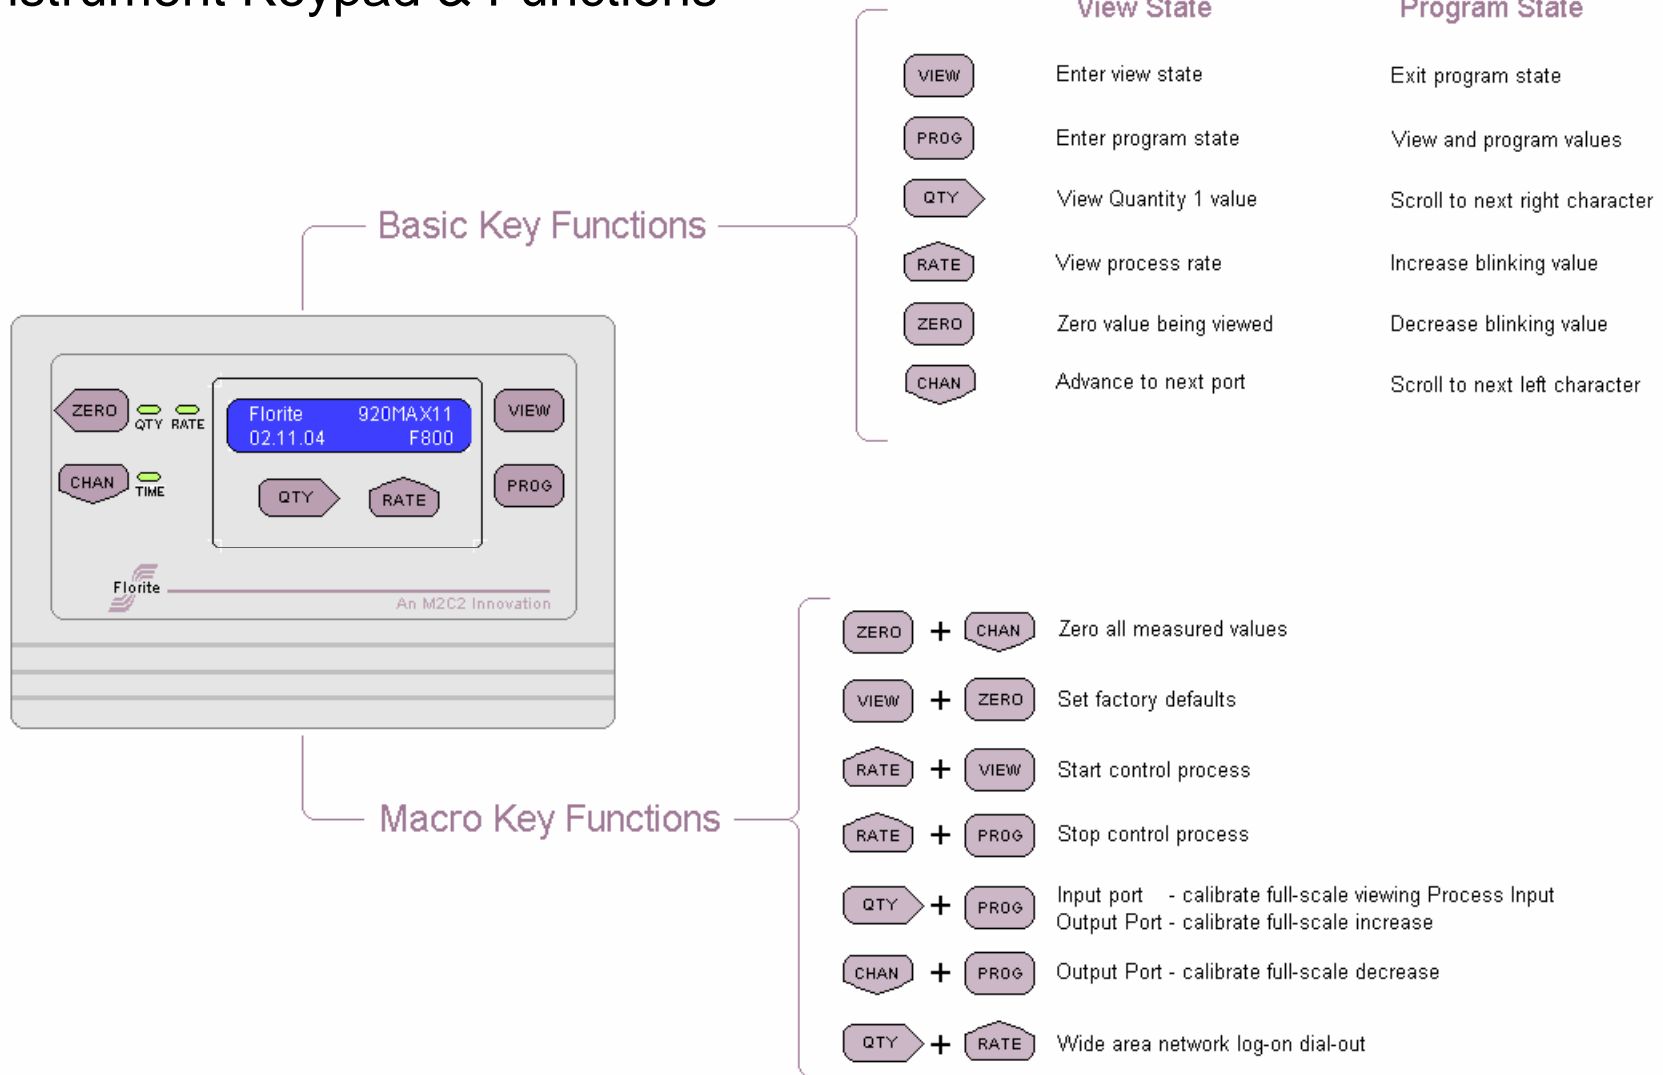 nstrument Keypad & Functions
View State Program State
VIEW Enter view state Exit program state
PROG Enter program state View and program values
QTY View Quantity 1 value Scroll to next right character
RATE View process rate Increase blinking value
ZERO Zero value being viewed Decrease blinking value
CHAN Advance to next port Scroll to next left character
Basic Key Functions
ZERO QTY RATE
CHAN TIME
Florite 920MAX11
02.11.04 F800
QTY RATE
VIEW
PROG
Florite
An M2C2 Innovation
Macro Key Functions
ZERO + CHAN Zero all measured values
VIEW + ZERO Set factory defaults
RATE + VIEW Start control process
RATE + PROG Stop control process
QTY + PROG Input port - calibrate full-scale viewing Process Input
Output Port - calibrate full-scale increase
CHAN + PROG Output Port - calibrate full-scale decrease
QTY + RATE Wide area network log-on dial-out